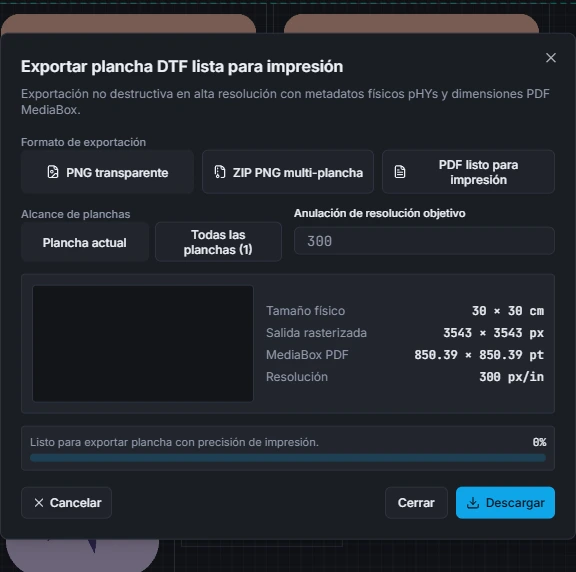 Exportar plancha DTF lista para impresión
Exportación no destructiva en alta resolución con metadatos físicos pHYs y dimensiones PDF
MediaBox.
Formato de exportación
PNG transparente
ZIP PNG multi-plancha
PDF listo para
impresión
Alcance de planchas
Anulación de resolución objetivo
Plancha actual
Todas las
planchas (1)
300
Tamaño físico 30 × 30 cm
Salida rasterizada 3543 × 3543 px
MediaBox PDF 850.39 × 850.39 pt
Resolución 300 px/in
Listo para exportar plancha con precisión de impresión. 0%
Cancelar
Cerrar
Descargar